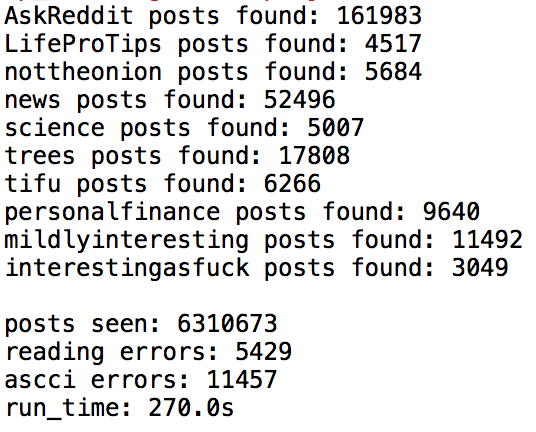 AskReddit posts found: 161983
LifeProTips posts found: 4517
nottheonion posts found: 5684
news posts found: 52496
science posts found: 5007
trees posts found: 17808
tifu posts found: 6266
personalfinance posts found: 9640
mildlyinteresting posts found: 11492
interestingasfuck posts found: 3049
posts seen: 6310673
reading errors: 5429
ascci errors: 11457
run_time: 270.0s